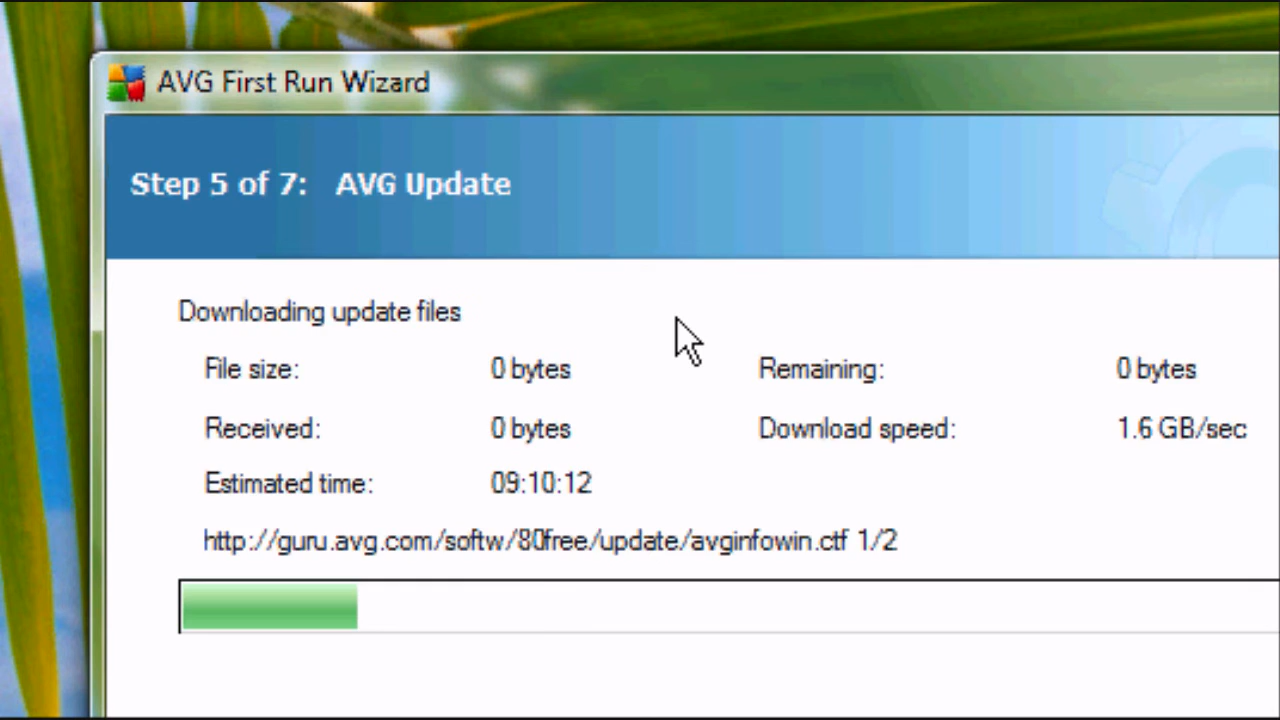 AVG First Run Wizard
Step 5 of 7: AVG Update
Downloading update files
File size: 0 bytes Remaining: 0 bytes
Received: 0 bytes Download speed: 1.6 GB/sec
Estimated time: 09:10:12
http://guru.avg.com/softw/80free/update/avginfowin.ctf 1/2